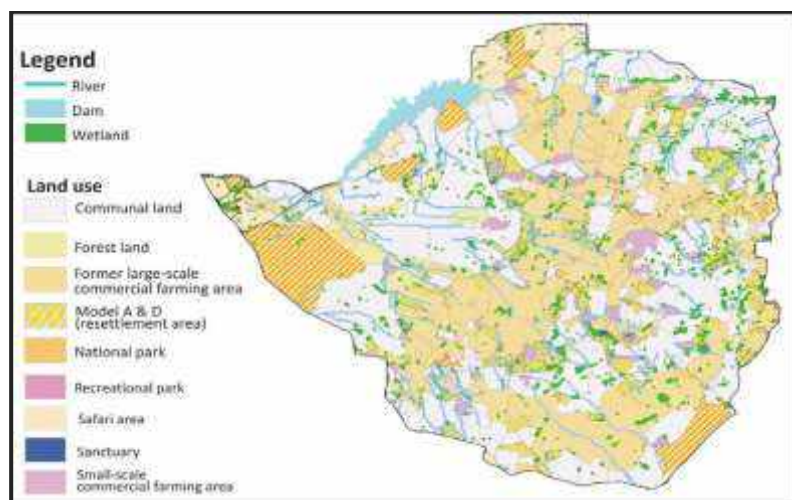 Legend
River
Dam
Wetland
Land use
Communal land
Forest land
Former large-scale
commercial farming area
Model A & D
(resettlement area)
National park
Recreational park
Safari area
Sanctuary
Small-scale
commercial farming area